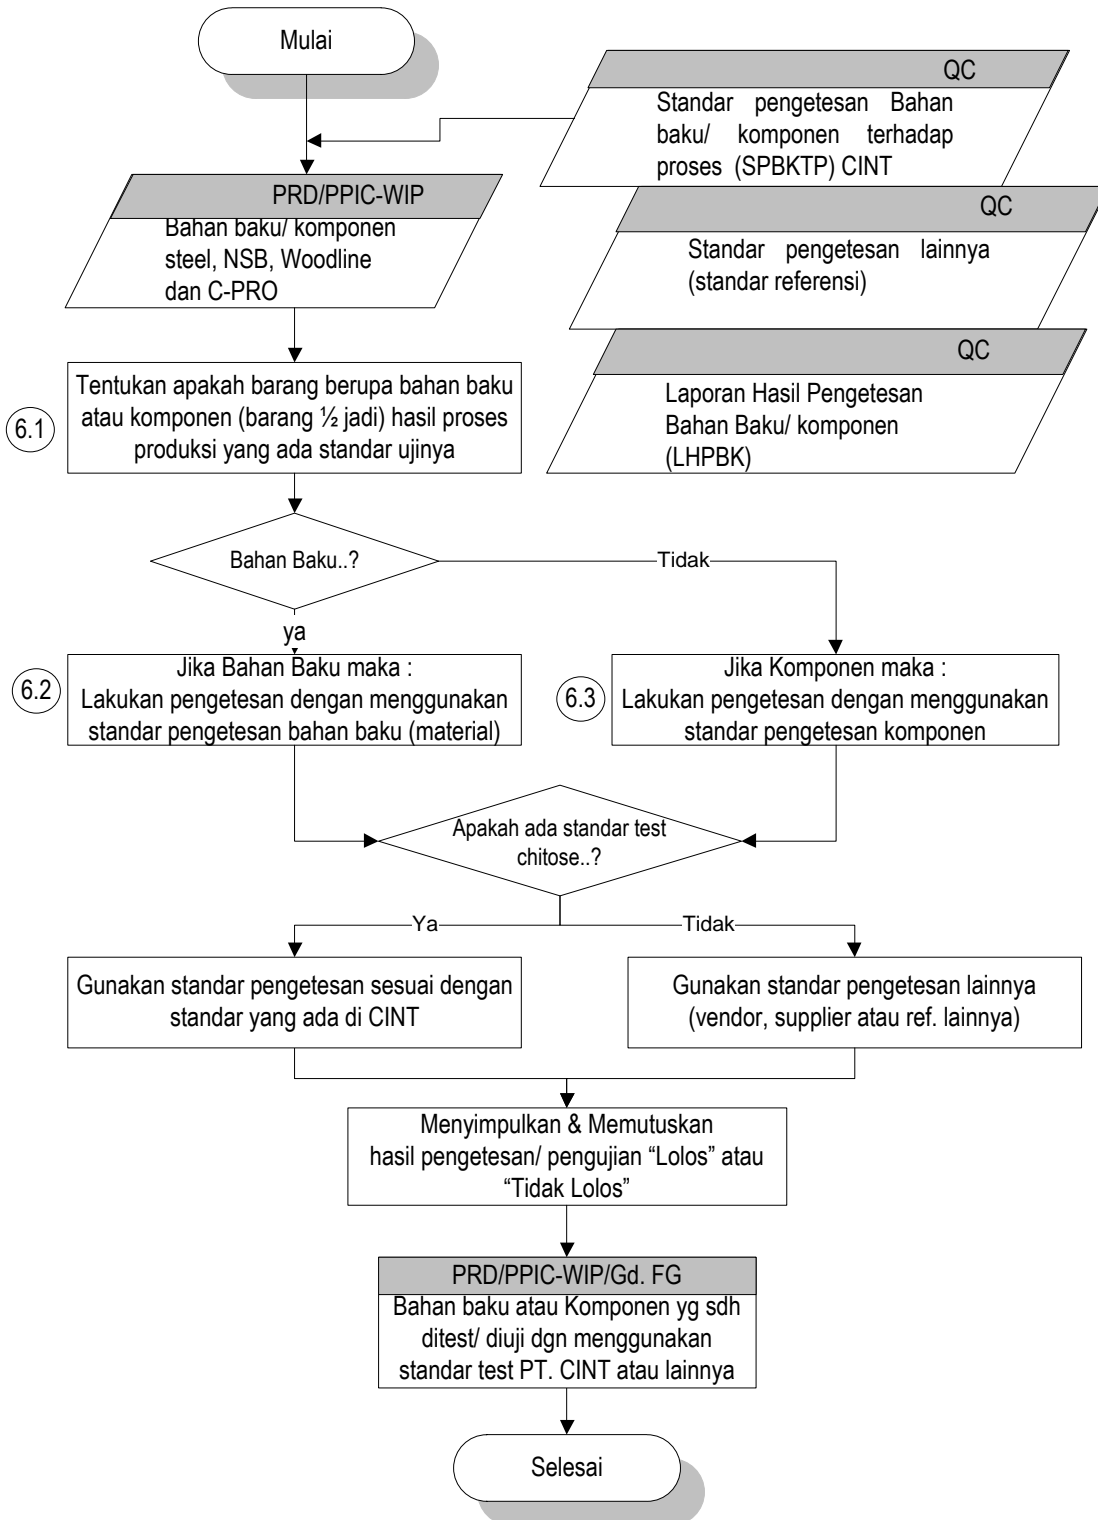 Mulai
QC
Standar pengetesan Bahan
baku/ komponen terhadap
proses (SPBKTP) CINT
PRD/PPIC-WIP
Bahan baku/ komponen
steel, NSB, Woodline
dan C-PRO
QC
Standar pengetesan lainnya
(standar referensi)
QC
Laporan Hasil Pengetesan
Bahan Baku/ komponen
(LHPBK)
6.1
Tentukan apakah barang berupa bahan baku
atau komponen (barang ½ jadi) hasil proses
produksi yang ada standar ujinya
Bahan Baku..?
Tidak
ya
6.2
Jika Bahan Baku maka :
Lakukan pengetesan dengan menggunakan
standar pengetesan bahan baku (material)
6.3
Jika Komponen maka :
Lakukan pengetesan dengan menggunakan
standar pengetesan komponen
Apakah ada standar test
chitose..?
Ya
Tidak
Gunakan standar pengetesan sesuai dengan
standar yang ada di CINT
Gunakan standar pengetesan lainnya
(vendor, supplier atau ref. lainnya)
Menyimpulkan & Memutuskan
hasil pengetesan/ pengujian “Lolos” atau
“Tidak Lolos”
PRD/PPIC-WIP/Gd. FG
Bahan baku atau Komponen yg sdh
ditest/ diuji dgn menggunakan
standar test PT. CINT atau lainnya
Selesai